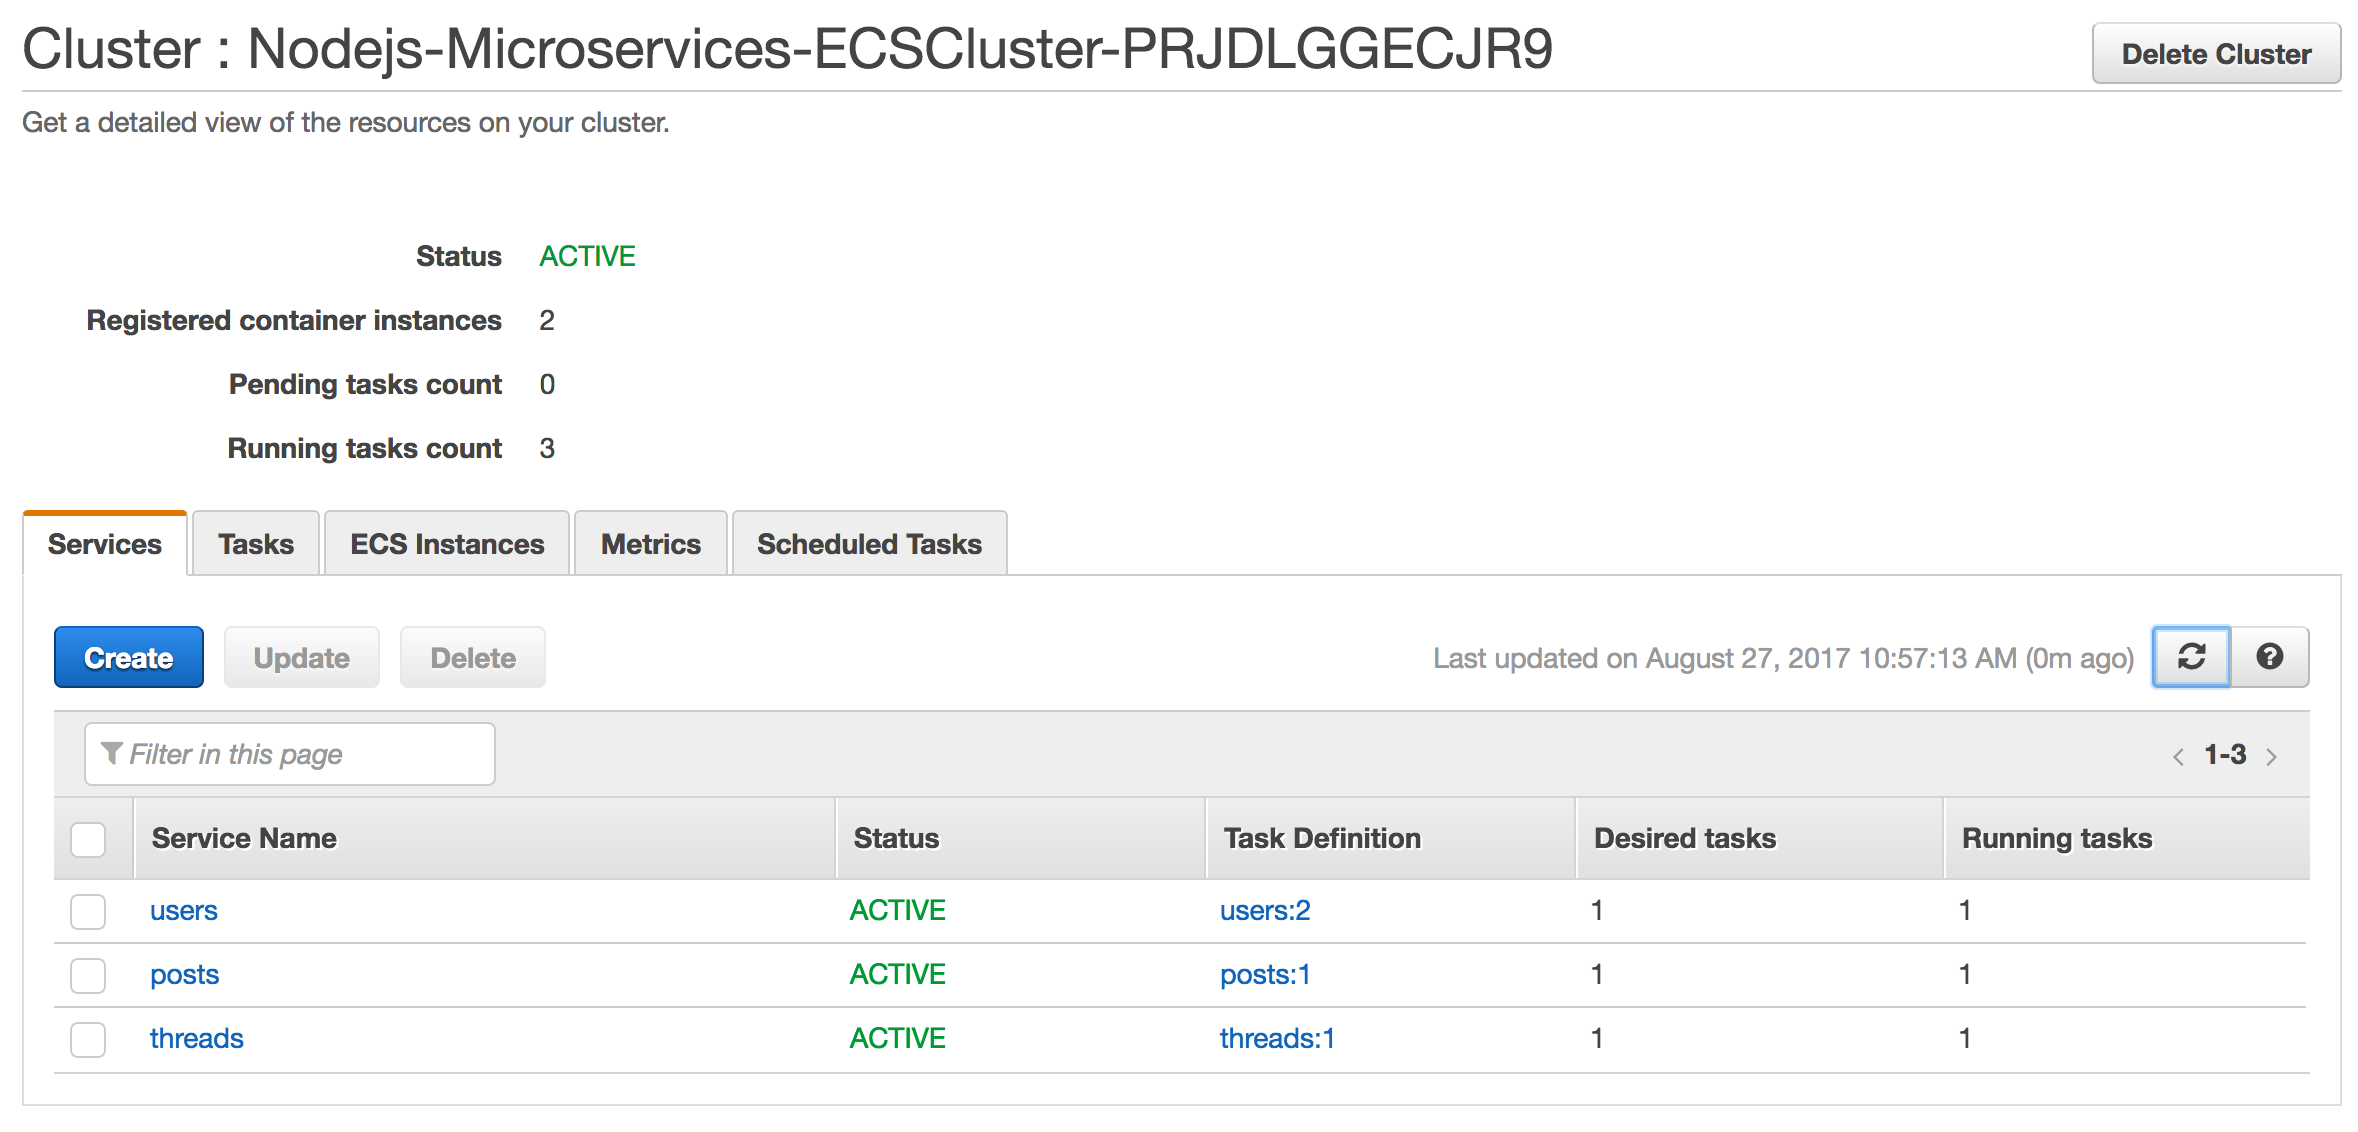 Cluster : Nodejs-Microservices-ECSCluster-PRJDLGGECJR9 Delete Cluster
Get a detailed view of the resources on your cluster.
Status ACTIVE
Registered container instances 2
Pending tasks count 0
Running tasks count 3
Services Tasks ECS Instances Metrics Scheduled Tasks
Create Update Delete Last updated on August 27, 2017 10:57:13 AM (0m ago)
Filter in this page 1-3
Service Name Status Task Definition Desired tasks Running tasks
users ACTIVE users:2 1 1
posts ACTIVE posts:1 1 1
threads ACTIVE threads:1 1 1